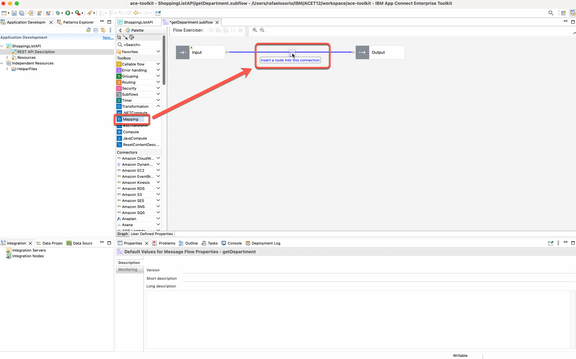 ace-toolkit - ShoppingListAPI/getDepartment.subflow - /Users/rafaelosorio/IBM/ACET12/workspace/ace-toolkit - IBM App Connect Enterprise Toolkit
Application Development
Patterns Explorer
ShoppingListAPI
*getDepartment.subflow
Application Development
New...
ShoppingListAPI
REST API Description
Resources
Independent Resources
HelperFiles
Palette
<Search>
Favorites
Toolbox
Callable flow
Error handling
Grouping
Routing
Security
Subflows
Timer
Transformation
.NETCompute
Mapping
Compute
JavaCompute
ResetContentDesc...
Connectors
Amazon CloudW...
Amazon Dynam...
Amazon EC2
Amazon EventBr...
Amazon Kinesis
Amazon RDS
Amazon S3
Amazon SES
Amazon SNS
Amazon SQS
Anaplan
Asana
Flow Exerciser:
Input
Insert a node into this connection
Output
Graph
User Defined Properties
Integration
Data Projec
Data Sourc
Integration Servers
Integration Nodes
Properties
Problems
Outline
Tasks
Console
Deployment Log
Default Values for Message Flow Properties - getDepartment
Description
Monitoring
Version
Short description
Long description
Writable